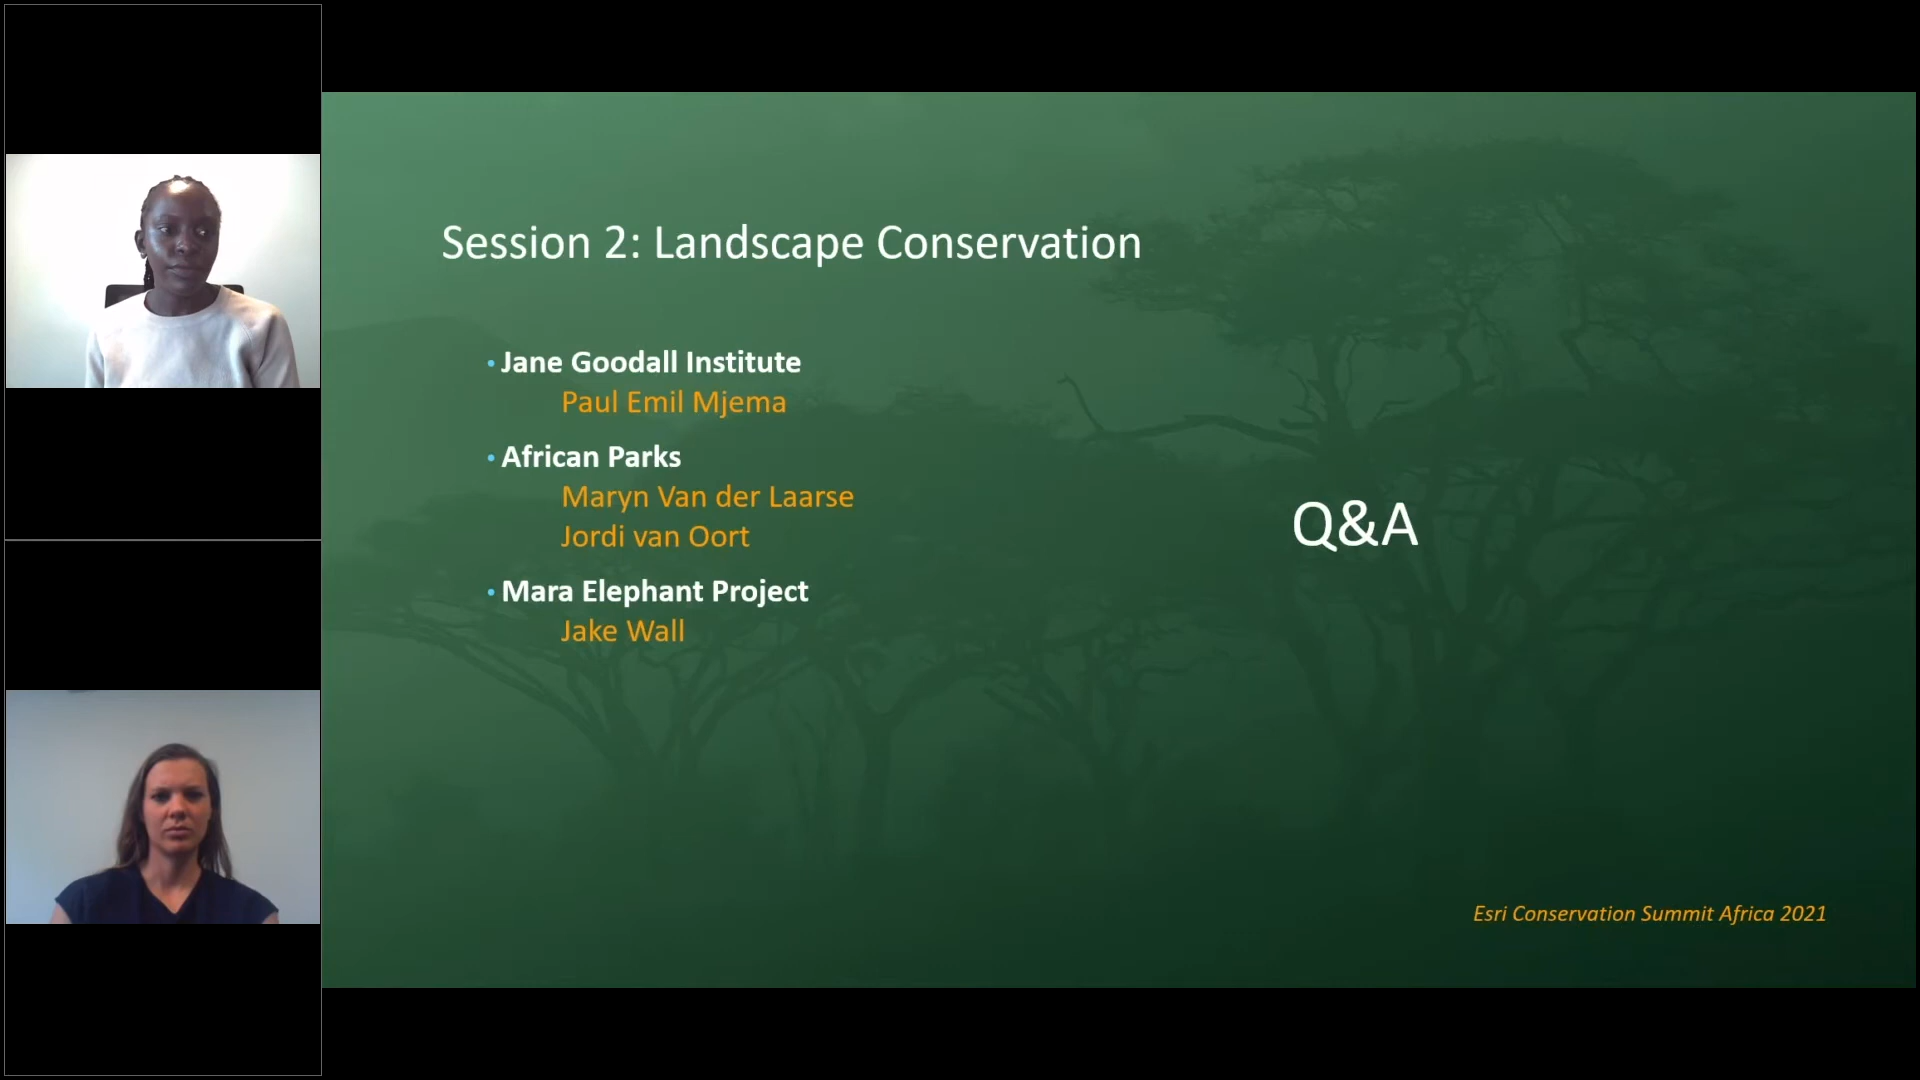 Session 2: Landscape Conservation
• Jane Goodall Institute
Paul Emil Mjema
• African Parks
Maryn Van der Laarse
Jordi van Oort
• Mara Elephant Project
Jake Wall
Q&A
Esri Conservation Summit Africa 2021